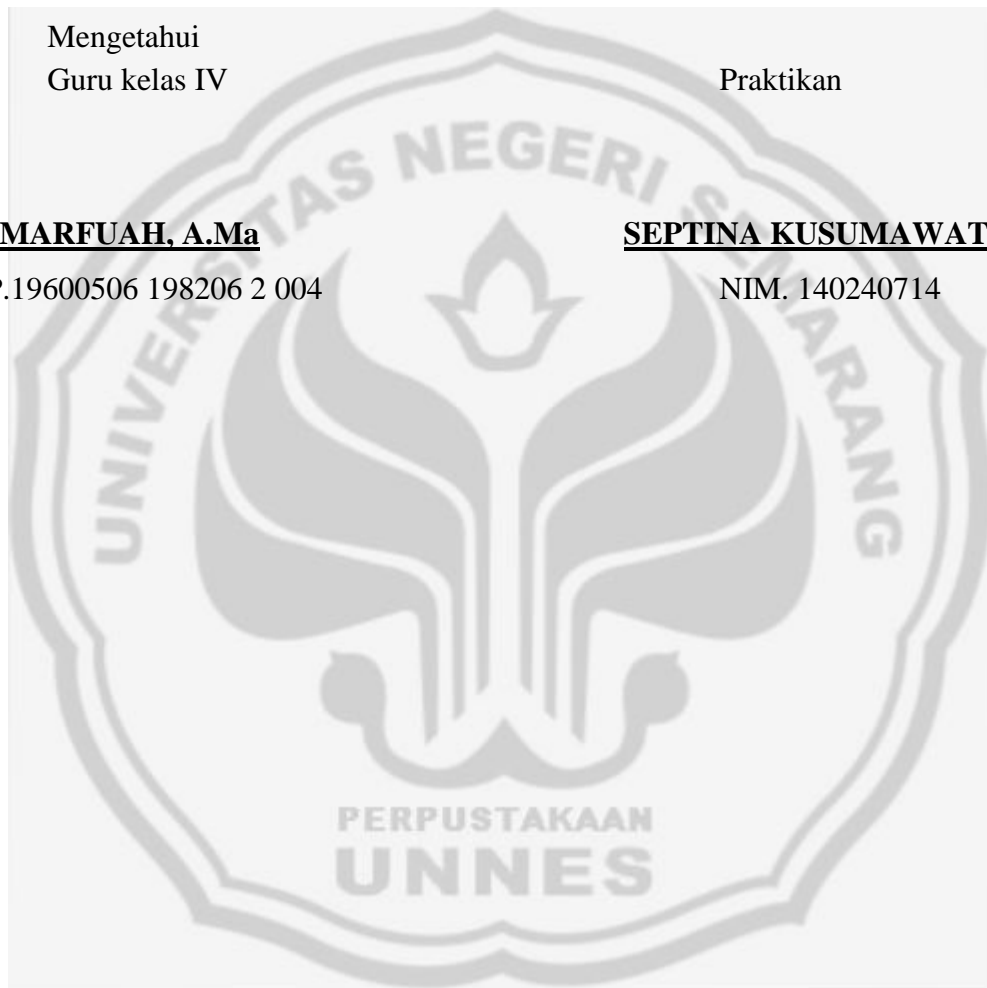 Mengetahui
Guru kelas IV Praktikan
MARFUAH, A.Ma SEPTINA KUSUMAWAT
.19600506 198206 2 004 NIM. 140240714
UNIVERSITAS NEGERI SEMARANG
PERPUSTAKAAN
UNNES